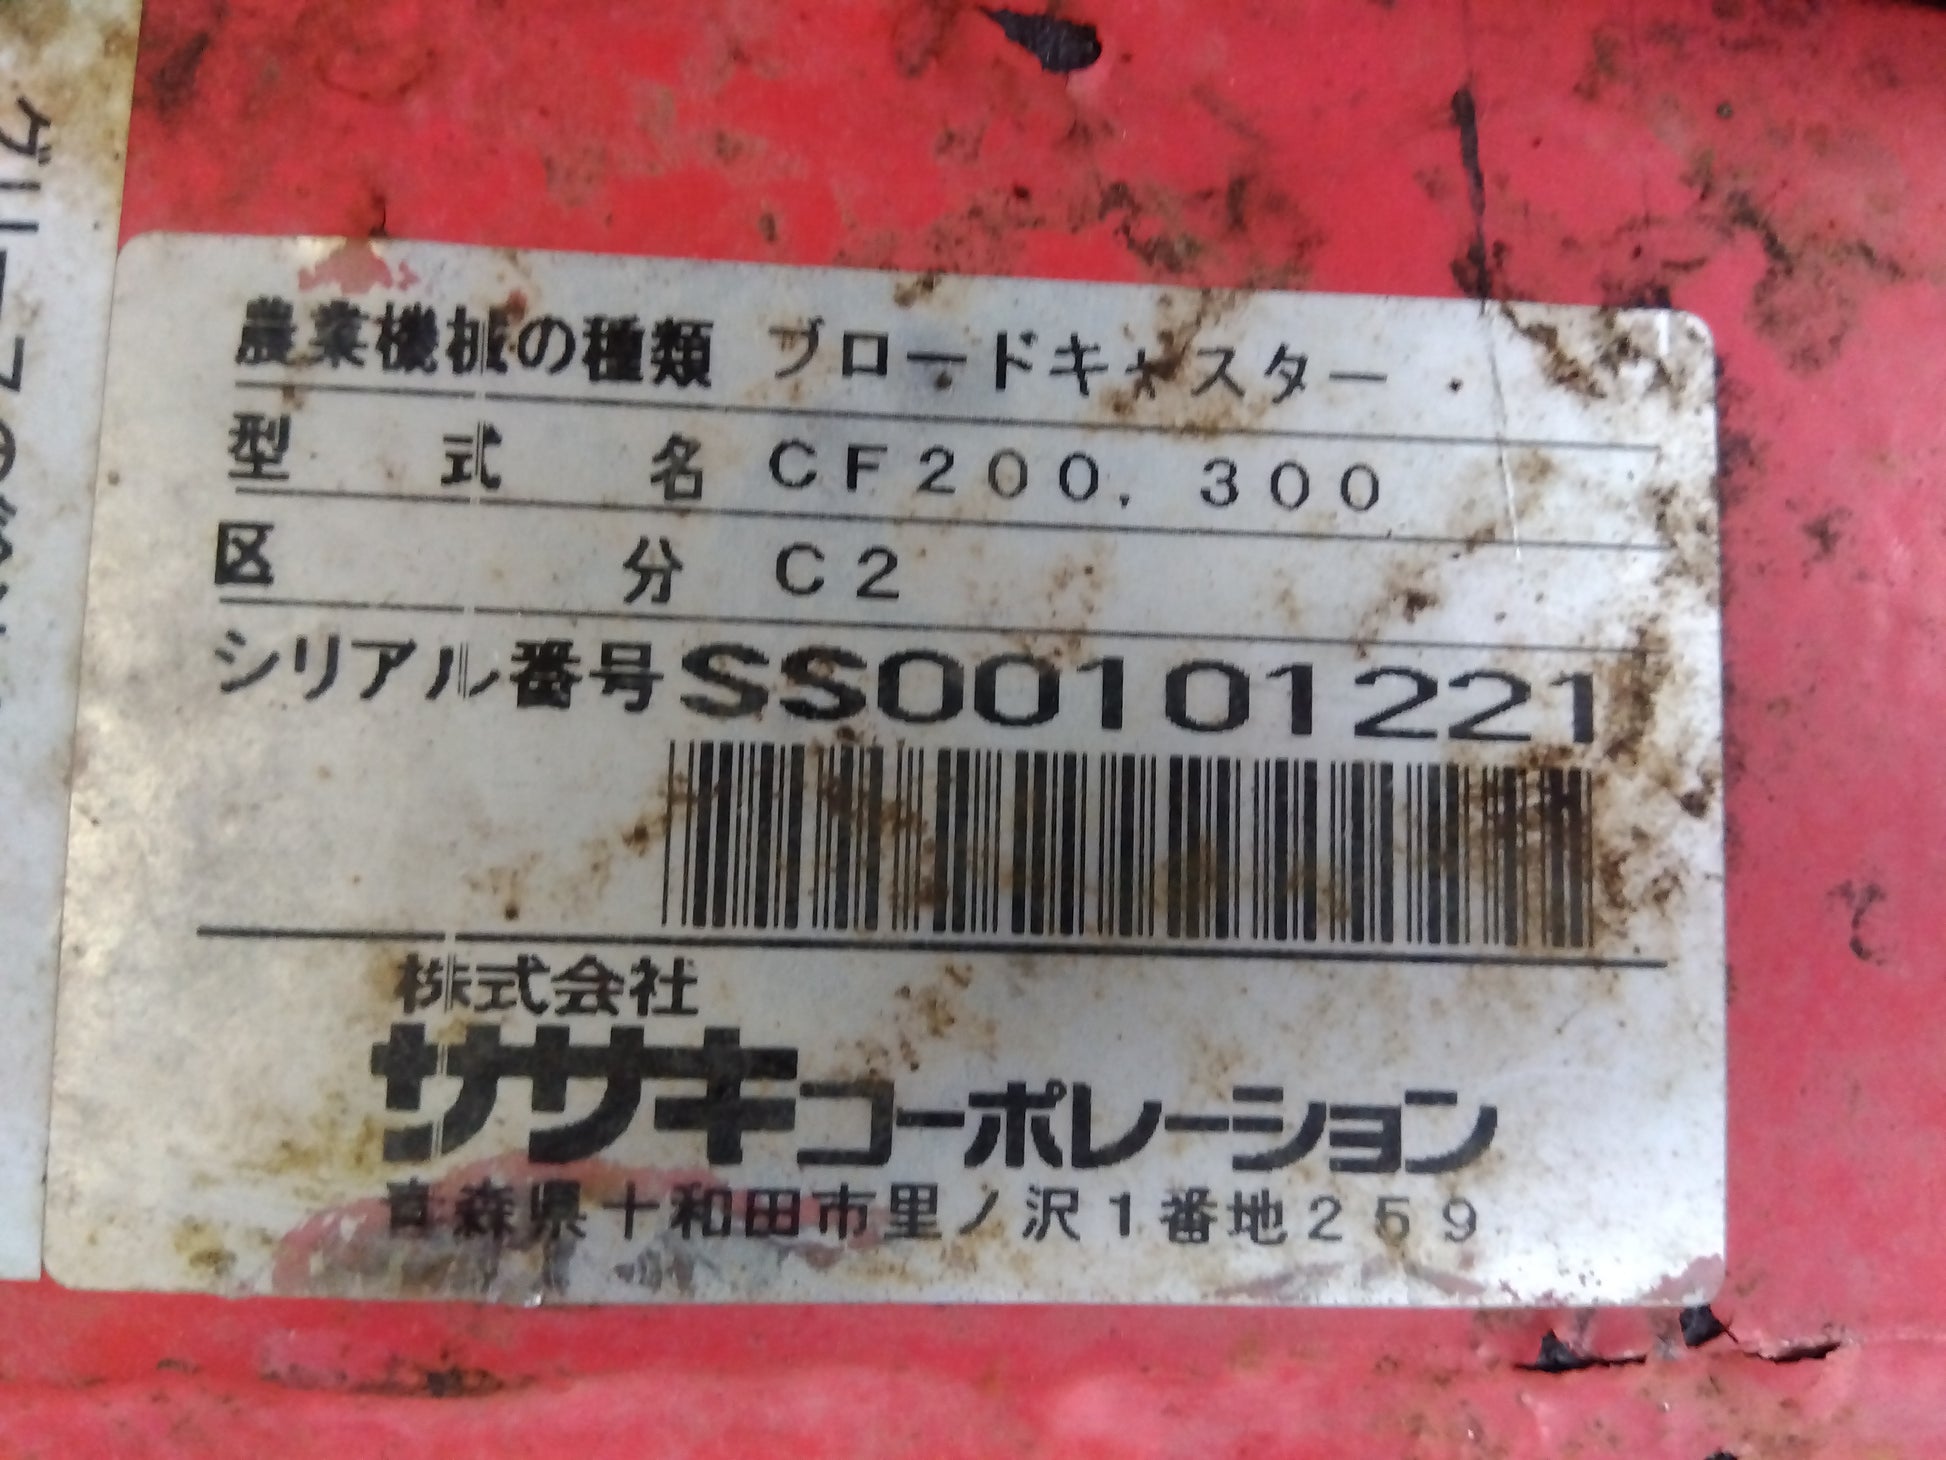 農業機械の種類 ブロードキャスター
型式名 CF200.300
区分 C2
シリアル番号 SS00101221
株式会社
ササキコーポレーション
青森県十和田市里ノ沢1番地259